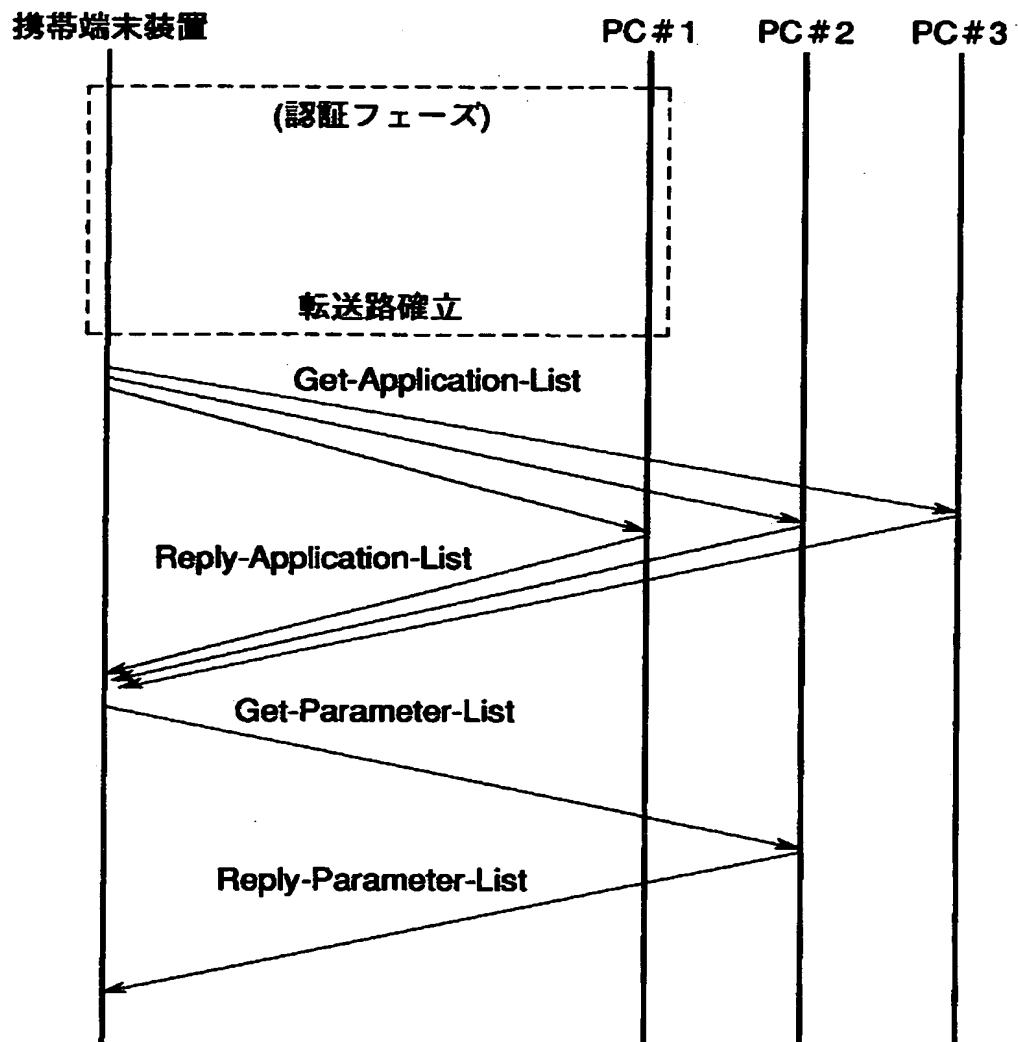 携帯端末装置
PC#1
PC#2
PC#3
(認証フェーズ)
転送路確立
Get-Application-List
Reply-Application-List
Get-Parameter-List
Reply-Parameter-List